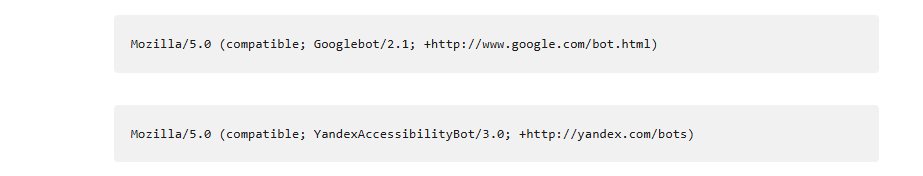 Mozilla/5.0 (compatible; Googlebot/2.1; +http://www.google.com/bot.html)
Mozilla/5.0 (compatible; YandexAccessibilityBot/3.0; +http://yandex.com/bots)